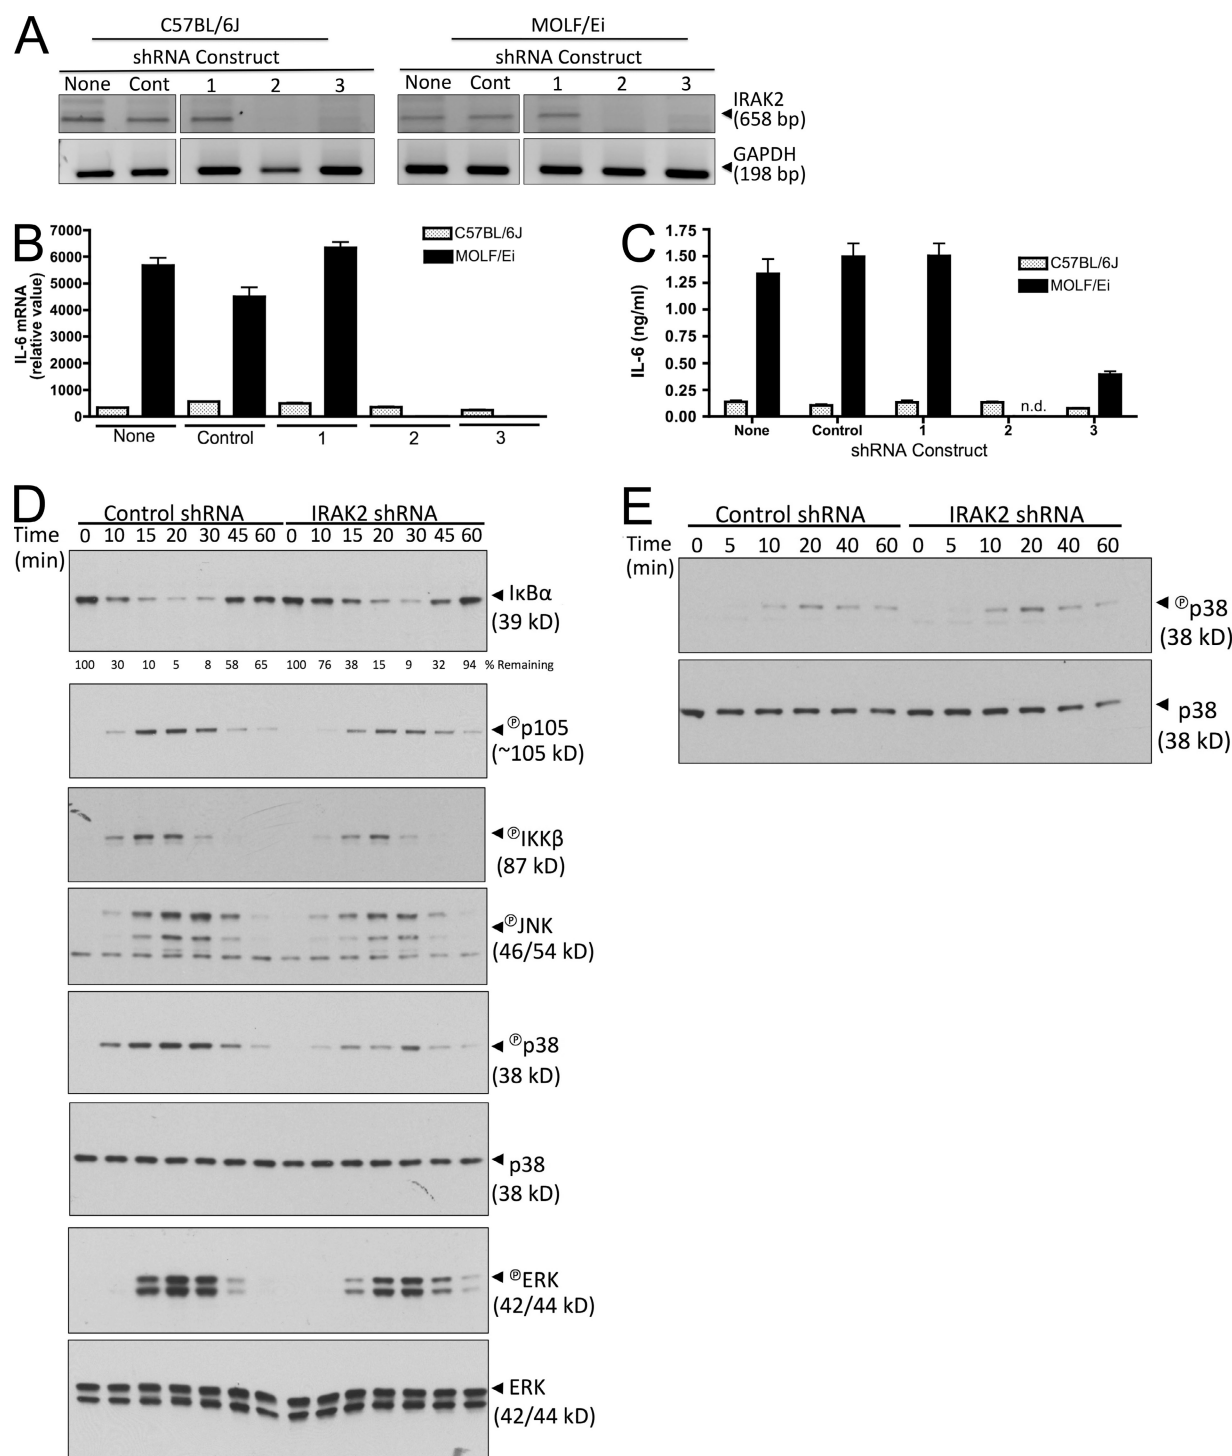 A
C57BL/6J
MOLF/Ei
shRNA Construct
shRNA Construct
None Cont 1 2 3
None Cont 1 2 3
IRAK2
(658 bp)
GAPDH
(198 bp)
B
7000
6000
5000
4000
3000
2000
1000
0
IL-6 mRNA
(relative value)
C57BL/6J
MOLF/Ei
None Control 1 2 3
C
1.75
1.50
1.25
1.00
0.75
0.50
0.25
0.00
IL-6 (ng/ml)
C57BL/6J
MOLF/Ei
n.d.
None Control 1 2 3
shRNA Construct
D
Control shRNA IRAK2 shRNA
Time
(min)
0 10 15 20 30 45 60 0 10 15 20 30 45 60
IκBα
(39 kD)
100 30 10 5 8 58 65 100 76 38 15 9 32 94 % Remaining
Ⓟp105
(~105 kD)
ⓅIKKβ
(87 kD)
ⓅJNK
(46/54 kD)
Ⓟp38
(38 kD)
p38
(38 kD)
ⓅERK
(42/44 kD)
ERK
(42/44 kD)
E
Control shRNA IRAK2 shRNA
Time
(min)
0 5 10 20 40 60 0 5 10 20 40 60
Ⓟp38
(38 kD)
p38
(38 kD)